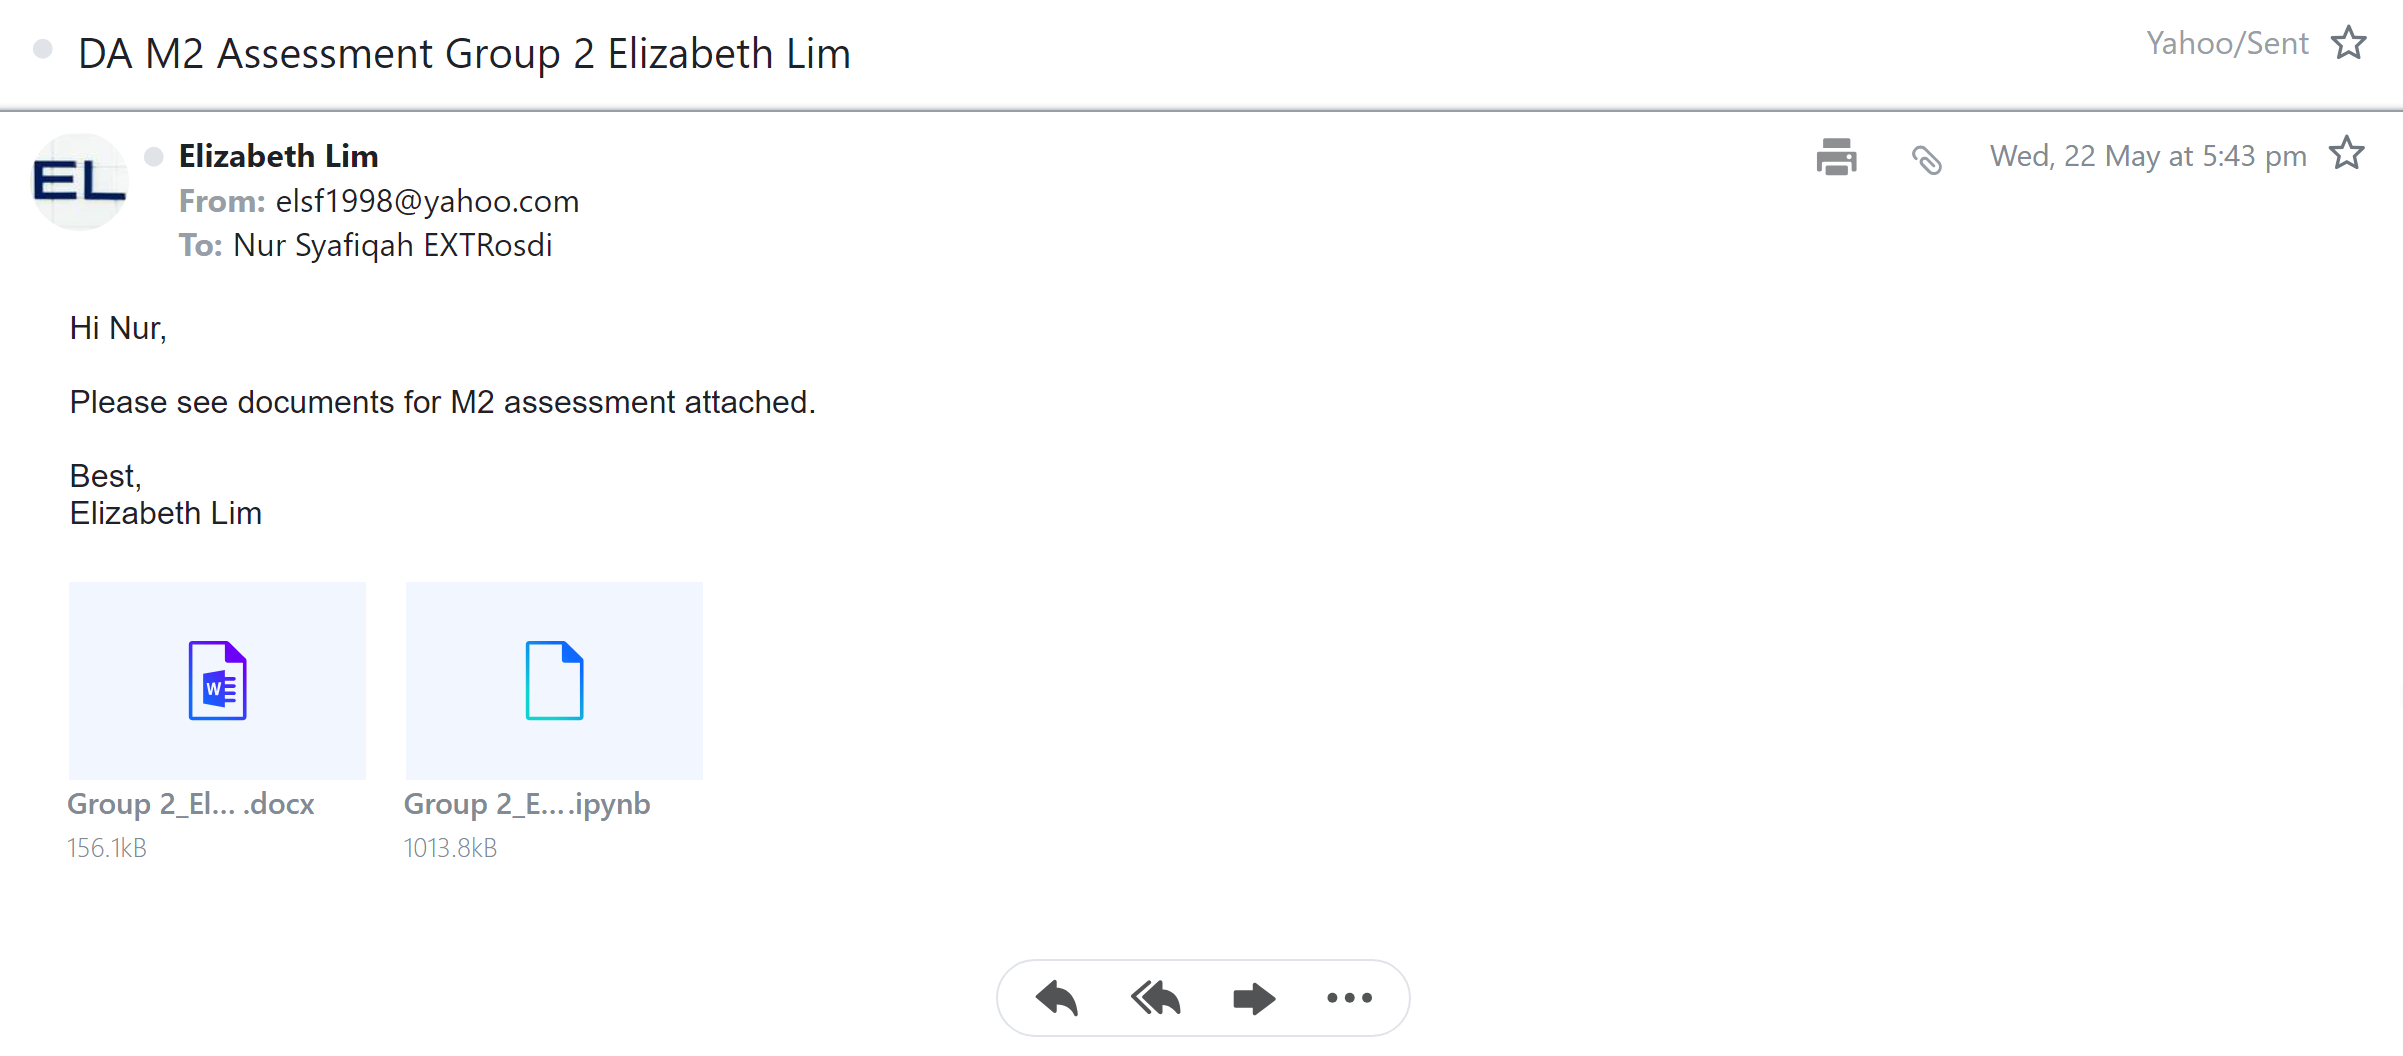 DA M2 Assessment Group 2 Elizabeth Lim
Yahoo/Sent
EL
Elizabeth Lim
Wed, 22 May at 5:43 pm
From: elsf1998@yahoo.com
To: Nur Syafiqah EXTRosdi
Hi Nur,
Please see documents for M2 assessment attached.
Best,
Elizabeth Lim
W
Group 2_El... .docx
156.1kB
Group 2_E....ipynb
1013.8kB